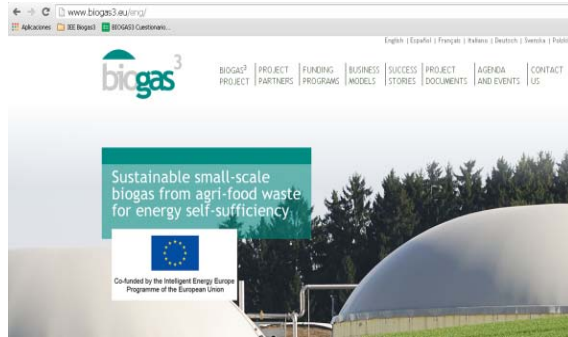 www.biogas3.eu/eng/
Aplicaciones IEE Biogas3 BIOGAS3 Cuestionario...
English | Español | Français | Italiano | Deutsch | Svenska | Polski
biogas3
BIOGAS3 PROJECT | PROJECT PARTNERS | FUNDING PROGRAMS | BUSINESS MODELS | SUCCESS STORIES | PROJECT DOCUMENTS | AGENDA AND EVENTS | CONTACT US
Sustainable small-scale
biogas from agri-food waste
for energy self-sufficiency
Co-funded by the Intelligent Energy Europe
Programme of the European Union